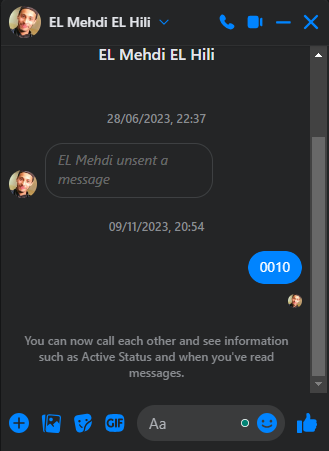 EL Mehdi EL Hili
EL Mehdi EL Hili
28/06/2023, 22:37
EL Mehdi unsent a
message
09/11/2023, 20:54
0010
You can now call each other and see information
such as Active Status and when you've read
messages.
GIF
Aa